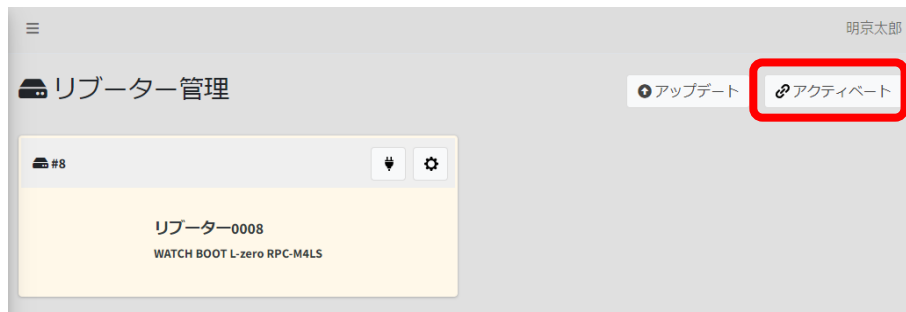 明京太郎
リブーター管理
アップデート
アクティベート
#8
リブーター0008
WATCH BOOT L-zero RPC-M4LS